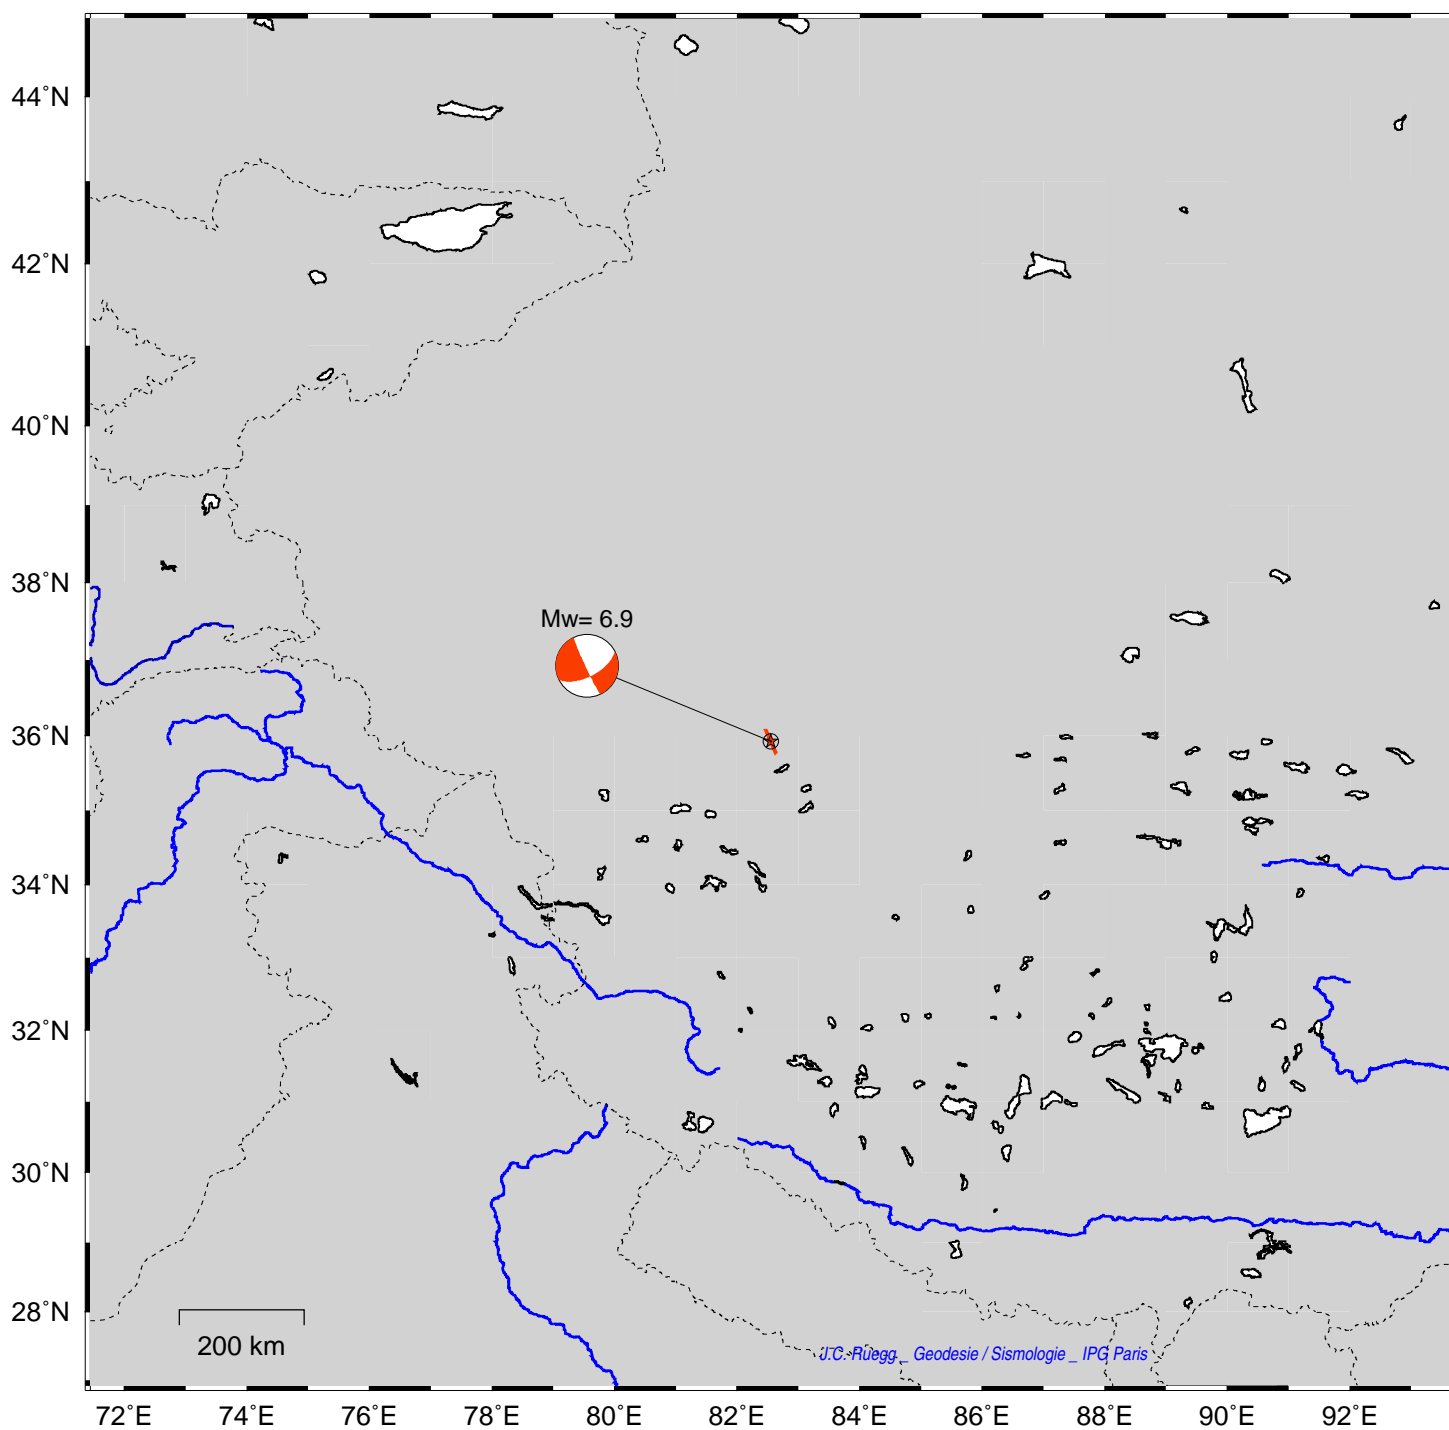 44˚N
42˚N
40˚N
38˚N
Mw= 6.9
36˚N
34˚N
32˚N
30˚N
28˚N
200 km
J.C. Ruegg _ Geodesie / Sismologie _ IPG Paris
72˚E 74˚E 76˚E 78˚E 80˚E 82˚E 84˚E 86˚E 88˚E 90˚E 92˚E